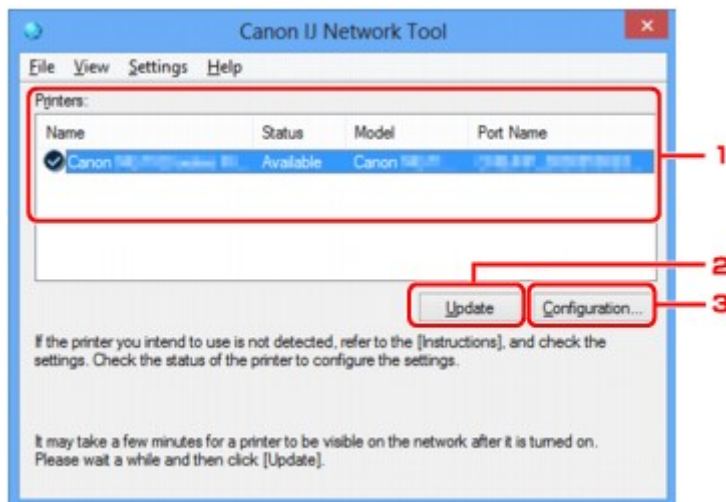 Canon IJ Network Tool
File View Settings Help
Printers:
Name Status Model Port Name
Canon Available Canon
1
2
Update Configuration...
3
If the printer you intend to use is not detected, refer to the [Instructions], and check the
settings. Check the status of the printer to configure the settings.
It may take a few minutes for a printer to be visible on the network after it is turned on.
Please wait a while and then click [Update].